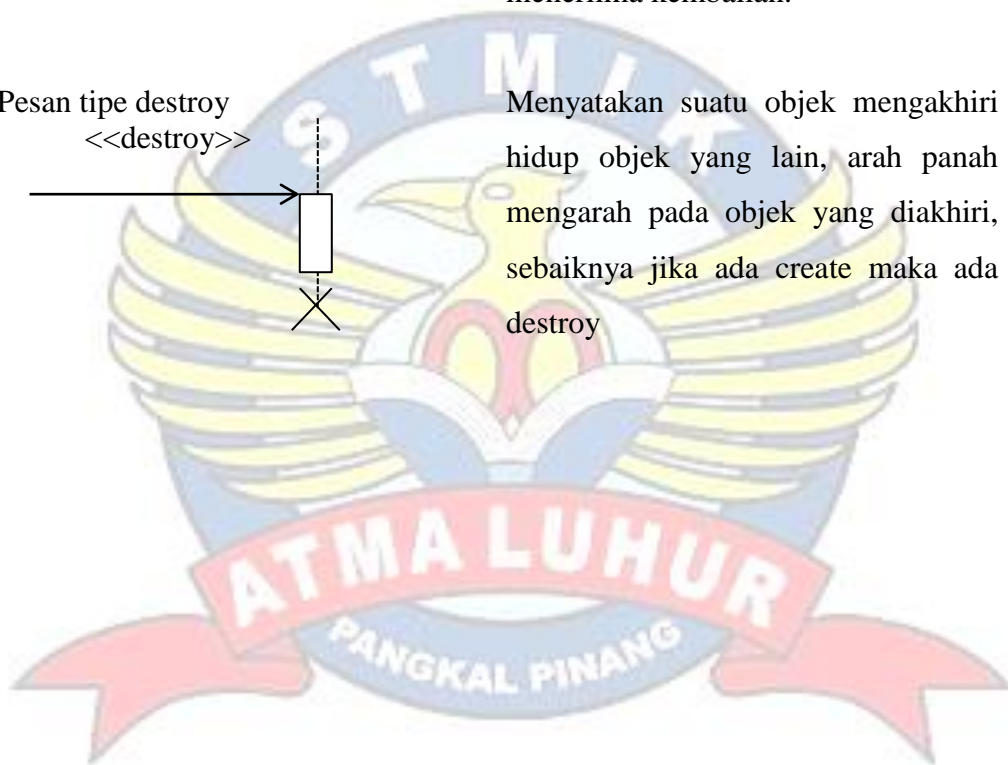 menerima kembalian.
Pesan tipe destroy
<<destroy>>
Menyatakan suatu objek mengakhiri
hidup objek yang lain, arah panah
mengarah pada objek yang diakhiri,
sebaiknya jika ada create maka ada
destroy
STMIK
ATMA LUHUR
PANGKAL PINANG